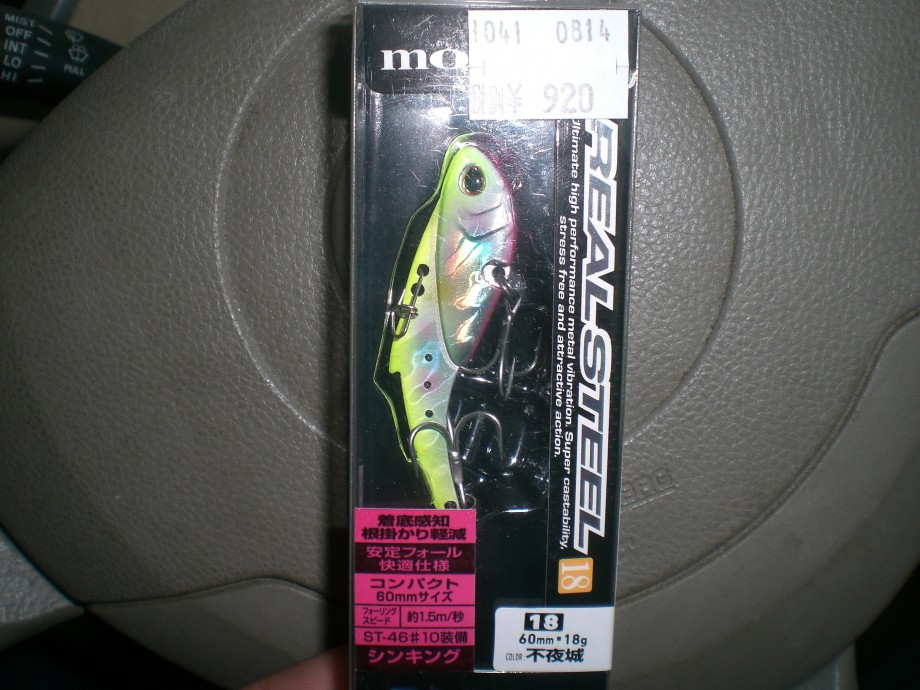 MIST
OFF
INT
LO
HI
PULL
1041 0814
mo
税別¥ 920
REAL-STEEL
Ultimate high performance metal vibration. Super castability,
stress free and attractive action.
18
着底感知
根掛かり軽減
安定フォール
快適仕様
コンパクト
60mmサイズ
フォーリング
スピード
約1.5m/秒
ST-46#10装備
シンキング
18
60mm・18g
COLOR 不夜城